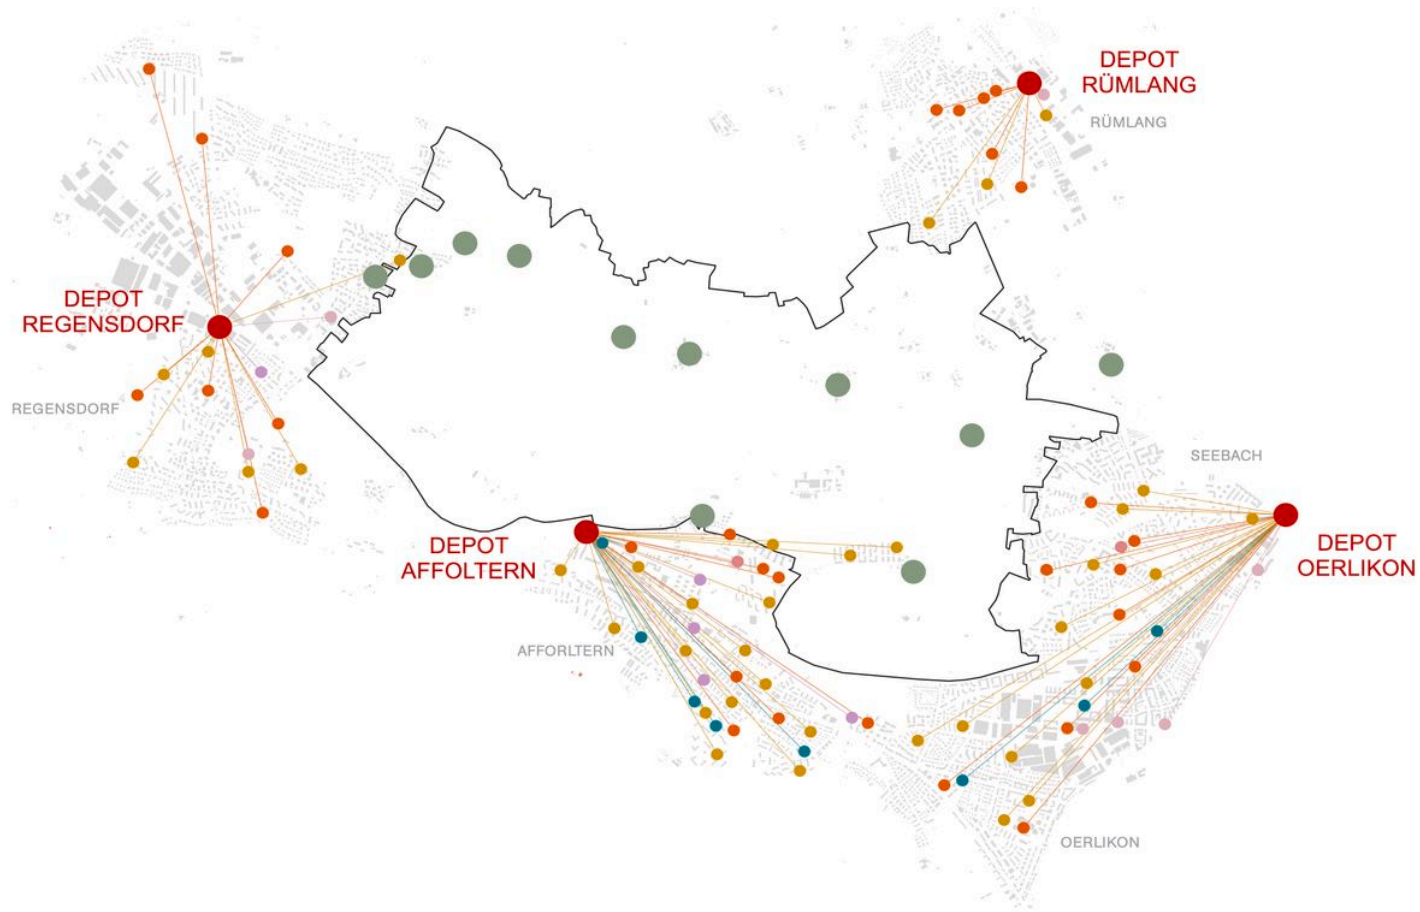 DEPOT
RÜMLANG
RÜMLANG
DEPOT
REGENSDORF
REGENSDORF
SEEBACH
DEPOT
AFFOLTERN
DEPOT
OERLIKON
AFFORLTERN
OERLIKON